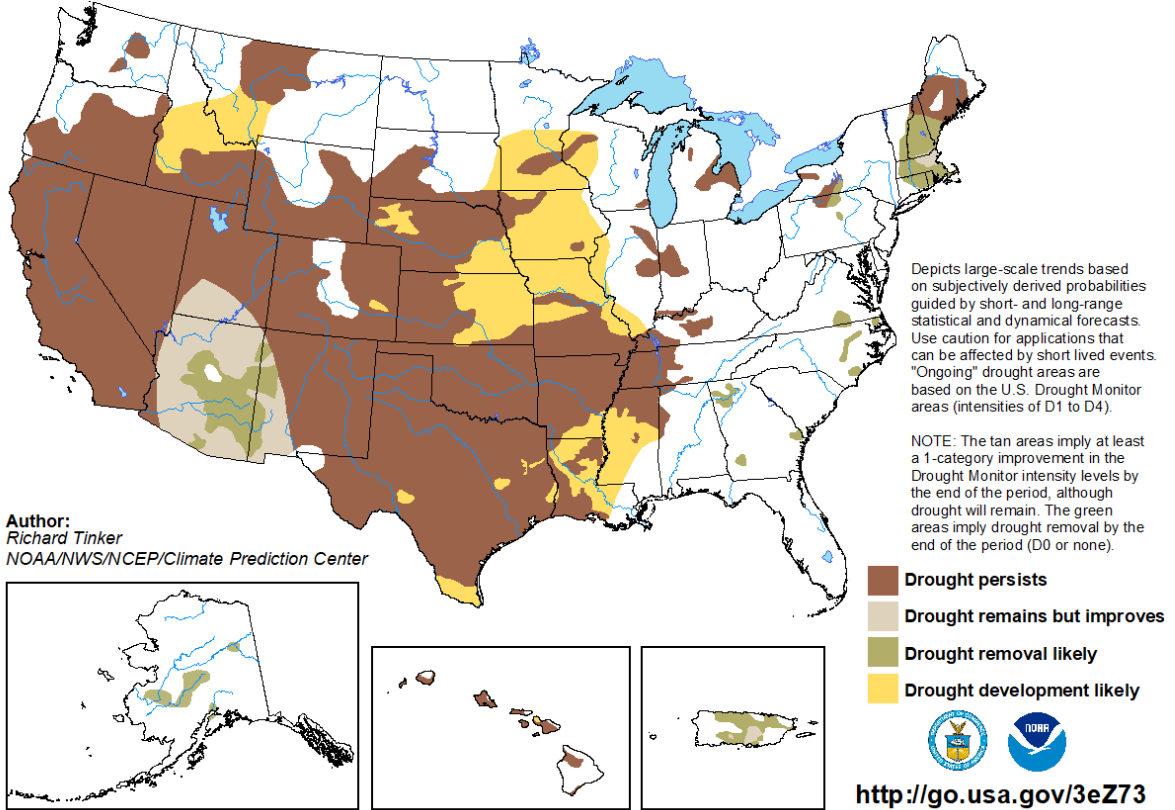 Depicts large-scale trends based
on subjectively derived probabilities
guided by short- and long-range
statistical and dynamical forecasts.
Use caution for applications that
can be affected by short lived events.
"Ongoing" drought areas are
based on the U.S. Drought Monitor
areas (intensities of D1 to D4).
NOTE: The tan areas imply at least
a 1-category improvement in the
Drought Monitor intensity levels by
the end of the period, although
drought will remain. The green
areas imply drought removal by the
end of the period (D0 or none).
Author:
Richard Tinker
NOAA/NWS/NCEP/Climate Prediction Center
Drought persists
Drought remains but improves
Drought removal likely
Drought development likely
NOAA
http://go.usa.gov/3eZ73